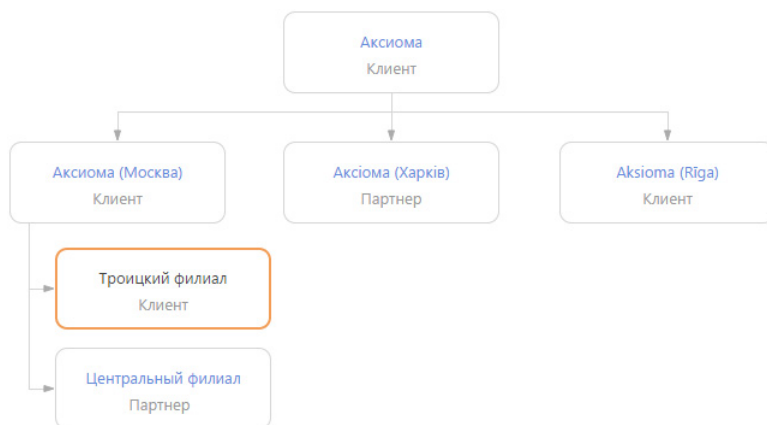 Аксиома
Клиент
Аксиома (Москва)
Клиент
Аксіома (Харків)
Партнер
Aksioma (Rīga)
Клиент
Троицкий филиал
Клиент
Центральный филиал
Партнер